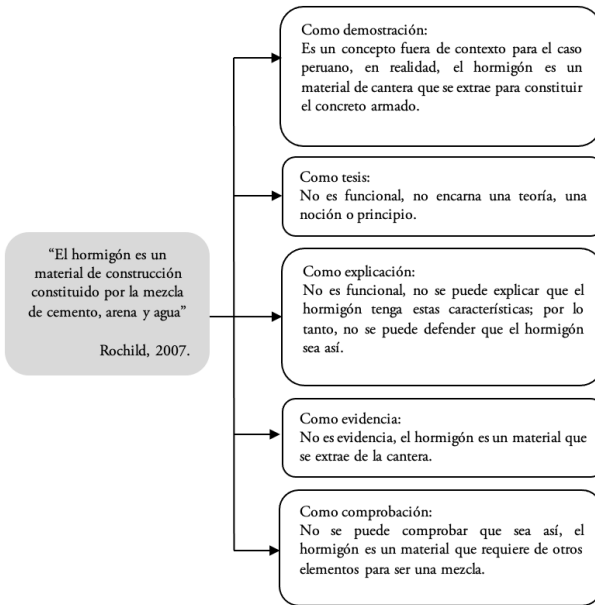 “El hormigón es un
material de construcción
constituido por la mezcla
de cemento, arena y agua”
Rochild, 2007.
Como demostración:
Es un concepto fuera de contexto para el caso
peruano, en realidad, el hormigón es un
material de cantera que se extrae para constituir
el concreto armado.
Como tesis:
No es funcional, no encarna una teoría, una
noción o principio.
Como explicación:
No es funcional, no se puede explicar que el
hormigón tenga estas características; por lo
tanto, no se puede defender que el hormigón
sea así.
Como evidencia:
No es evidencia, el hormigón es un material que
se extrae de la cantera.
Como comprobación:
No se puede comprobar que sea así, el
hormigón es un material que requiere de otros
elementos para ser una mezcla.